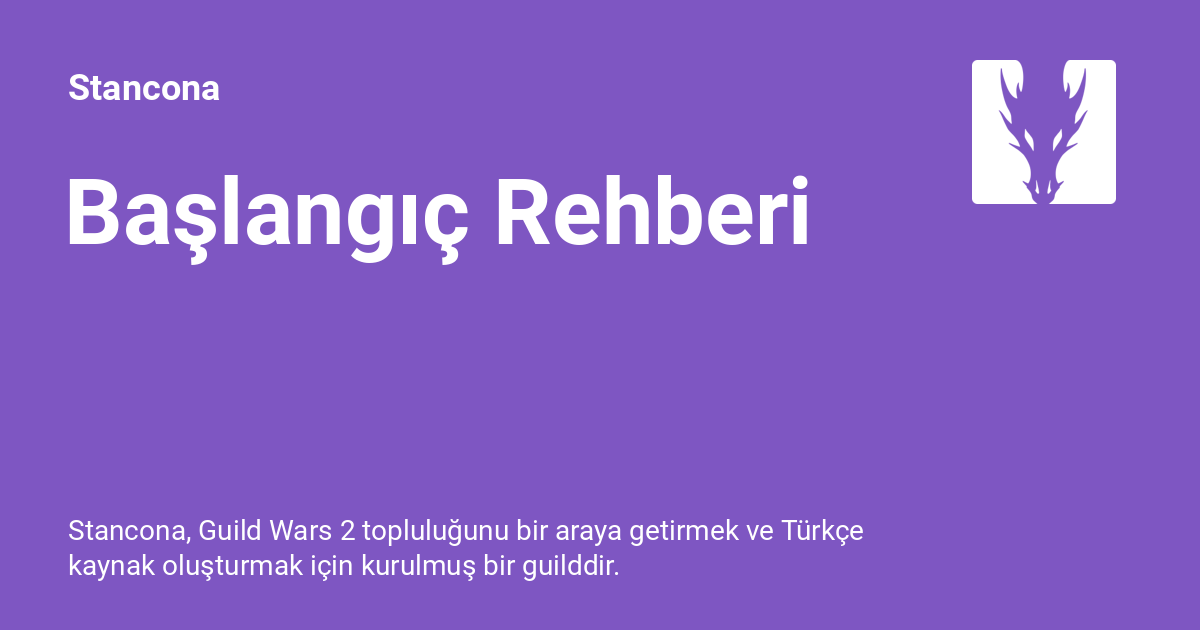 Stancona
Başlangıç Rehberi
Stancona, Guild Wars 2 topluluğunu bir araya getirmek ve Türkçe
kaynak oluşturmak için kurulmuş bir guilddir.